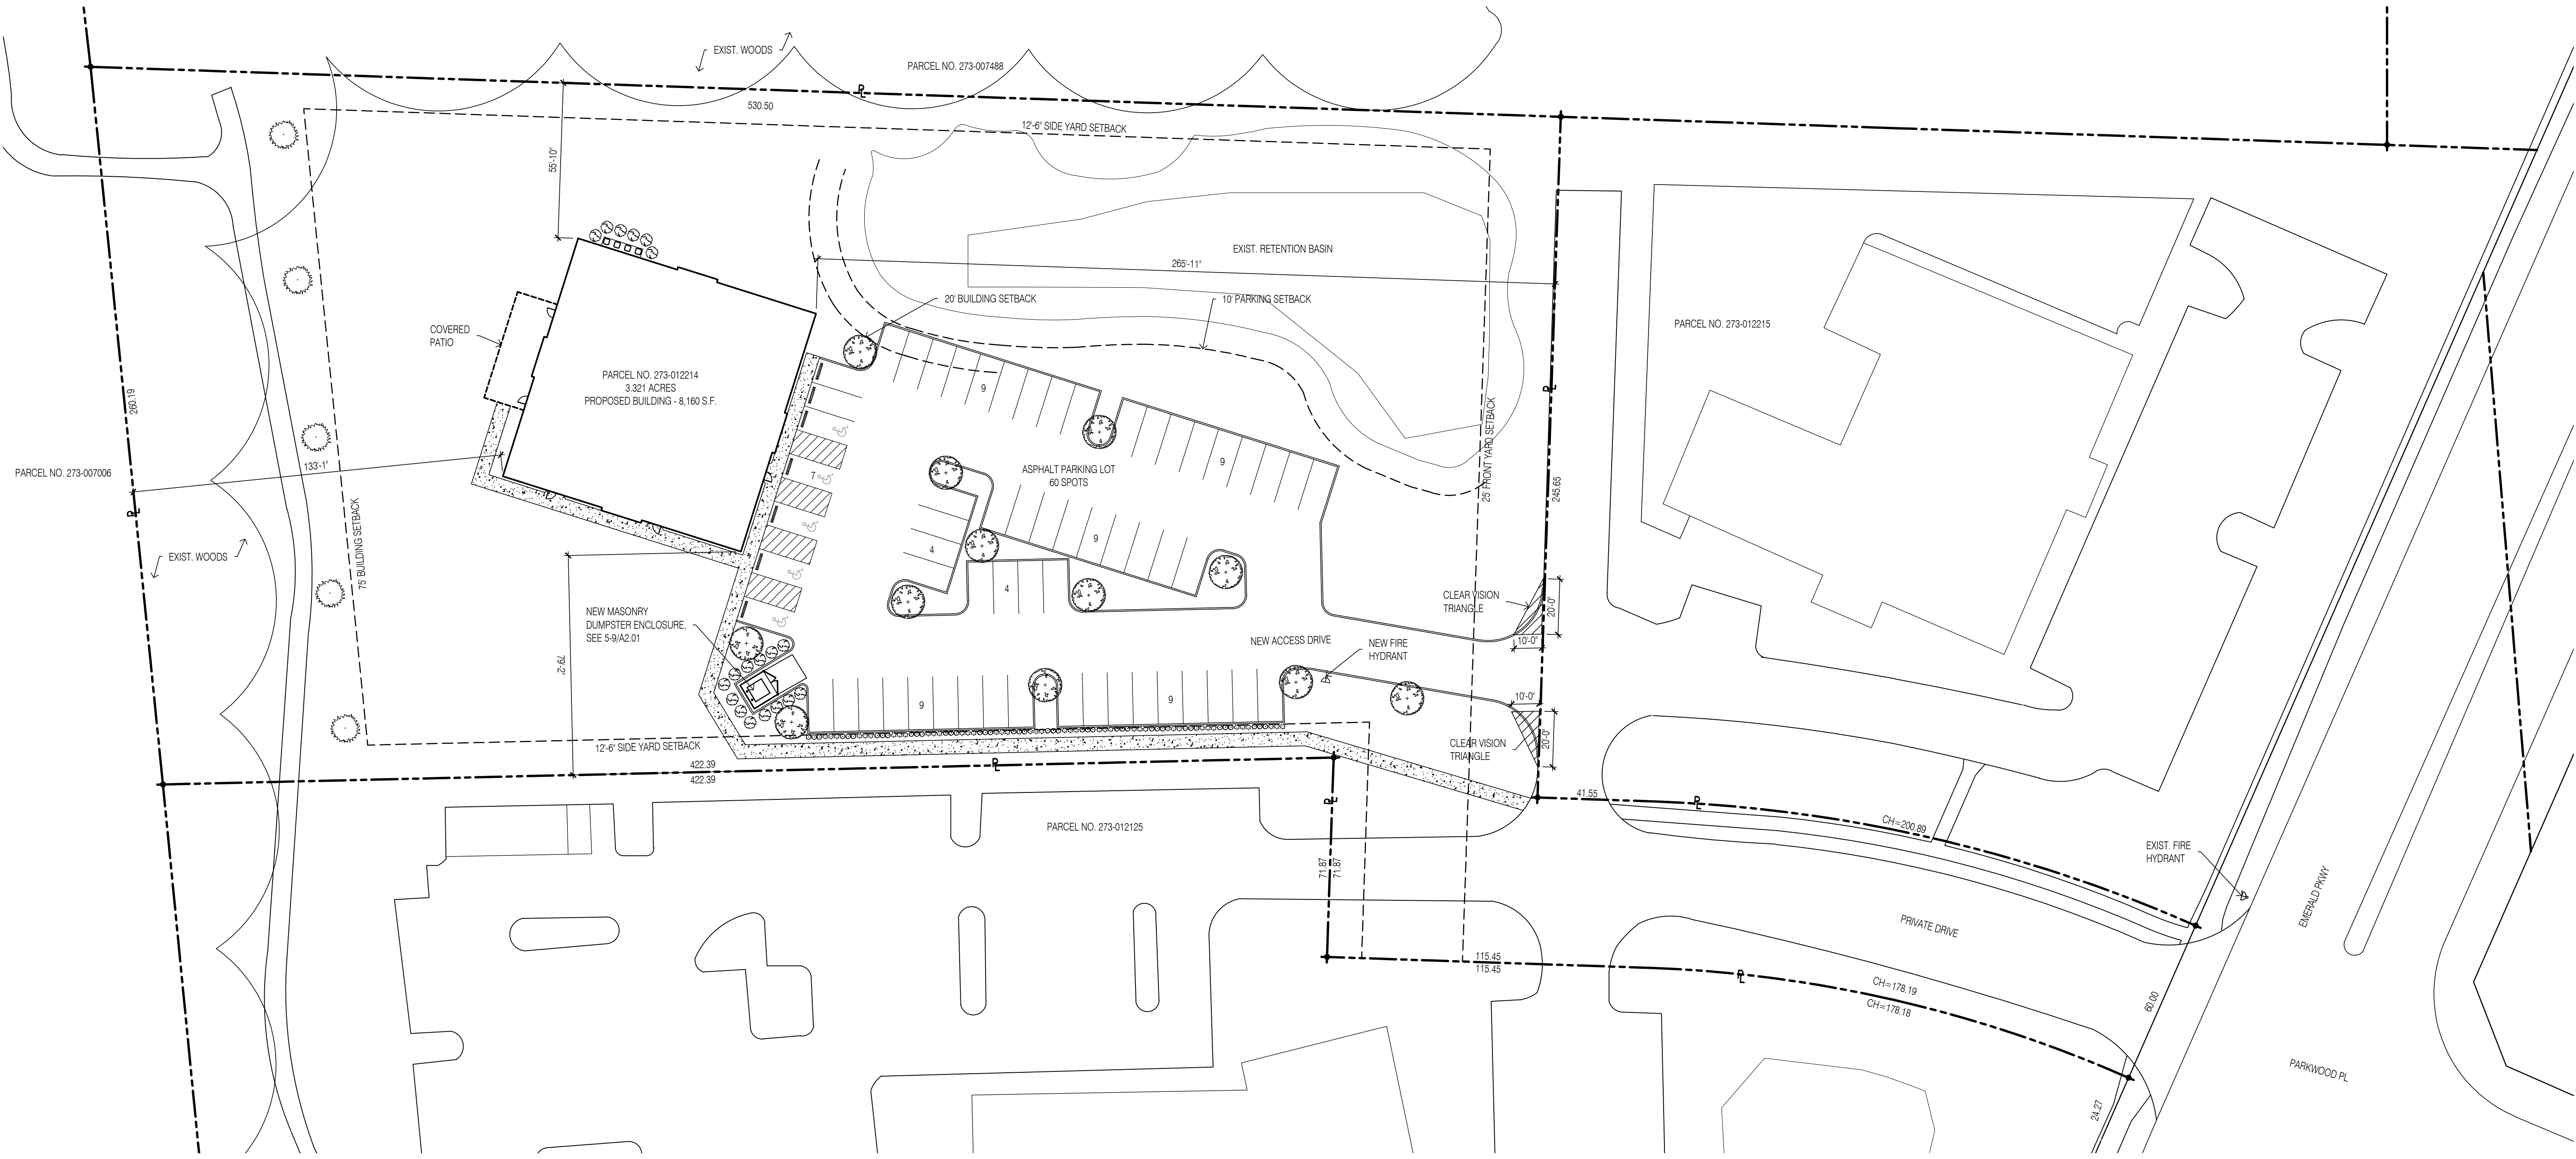 EXIST. WOODS
PARCEL NO. 273-007488
PL
530.50
12'-6" SIDE YARD SETBACK
55'-10"
EXIST. RETENTION BASIN
265'-11"
20' BUILDING SETBACK
10' PARKING SETBACK
PARCEL NO. 273-012215
COVERED
PATIO
PARCEL NO. 273-012214
3.321 ACRES
PROPOSED BUILDING - 8,160 S.F.
9
PL
260.19
25' FRONT YARD SETBACK
245.65
133'-1"
PARCEL NO. 273-007006
9
ASPHALT PARKING LOT
60 SPOTS
7
PL
75' BUILDING SETBACK
EXIST. WOODS
4
9
4
NEW MASONRY
DUMPSTER ENCLOSURE,
SEE 5-9/A2.01
CLEAR VISION
TRIANGLE
20'-0"
10'-0"
NEW ACCESS DRIVE
NEW FIRE
HYDRANT
79'-2"
9
9
10'-0"
20'-0"
CLEAR VISION
TRIANGLE
12'-6" SIDE YARD SETBACK
422.39
422.39
PL
PL
41.55
PL
CH=200.89
PARCEL NO. 273-012125
71.87
71.87
EXIST. FIRE
HYDRANT
EMERALD PKWY
PRIVATE DRIVE
115.45
115.45
PL
CH=178.19
CH=178.18
60.00
PARKWOOD PL
24.27